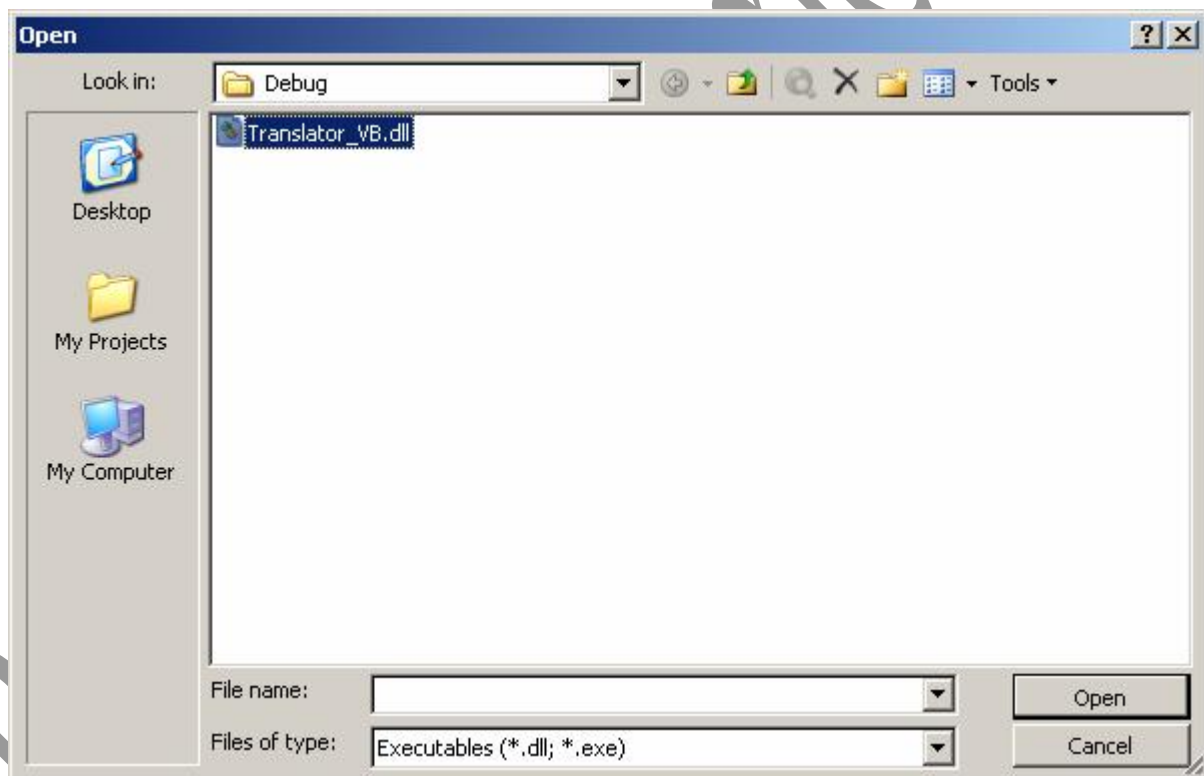 Open
Look in:
Debug
Tools
Translator_VB.dll
Desktop
My Projects
My Computer
File name:
Open
Files of type:
Executables (*.dll; *.exe)
Cancel